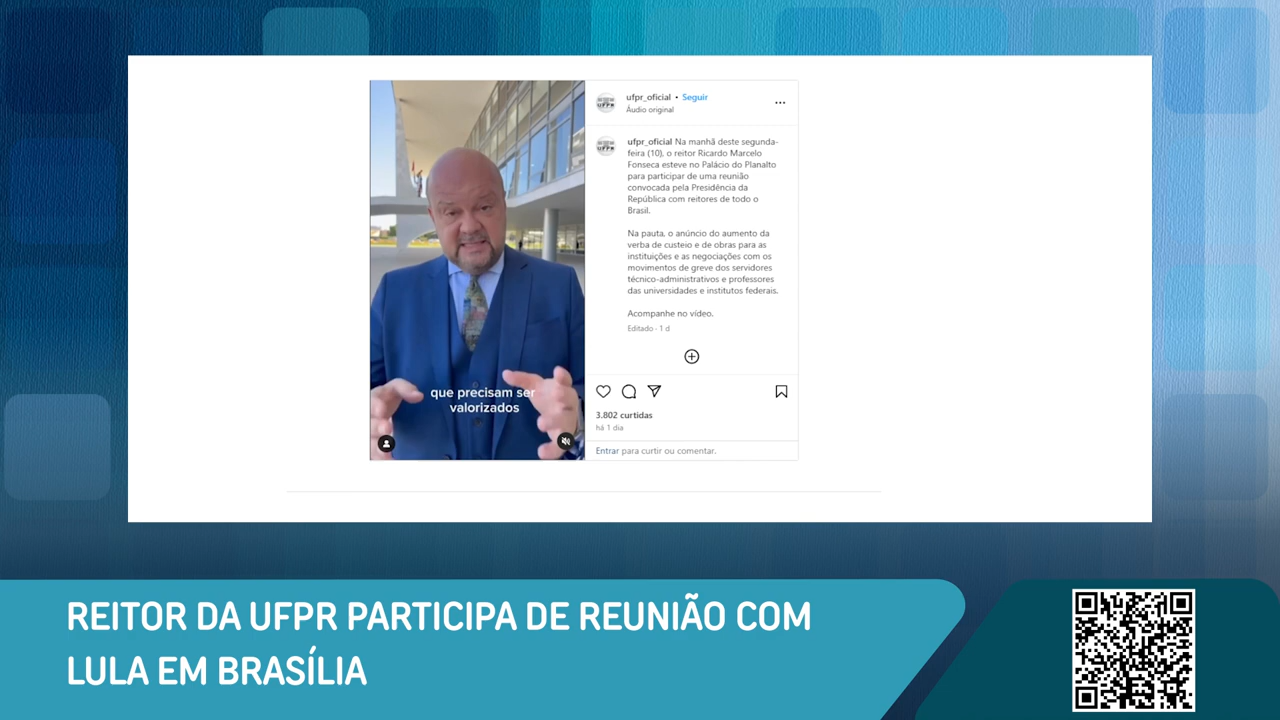 ufpr_oficial • Seguir
Áudio original
ufpr_oficial Na manhã deste segunda-
feira (10), o reitor Ricardo Marcelo
Fonseca esteve no Palácio do Planalto
para participar de uma reunião
convocada pela Presidência da
República com reitores de todo o
Brasil.
Na pauta, o anúncio do aumento da
verba de custeio e de obras para as
instituições e as negociações com os
movimentos de greve dos servidores
técnico-administrativos e professores
das universidades e institutos federais.
Acompanhe no vídeo.
Editado · 1 d
que precisam ser
valorizados
3.802 curtidas
há 1 dia
Entrar para curtir ou comentar.
REITOR DA UFPR PARTICIPA DE REUNIÃO COM
LULA EM BRASÍLIA